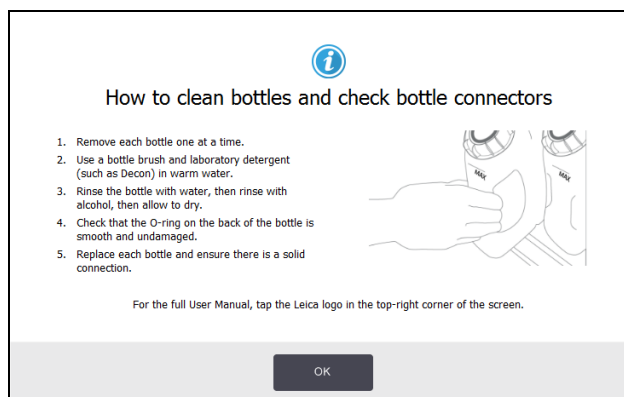 How to clean bottles and check bottle connectors
1. Remove each bottle one at a time.
2. Use a bottle brush and laboratory detergent
(such as Decon) in warm water.
3. Rinse the bottle with water, then rinse with
alcohol, then allow to dry.
4. Check that the O-ring on the back of the bottle is
smooth and undamaged.
5. Replace each bottle and ensure there is a solid
connection.
MAX
MAX
For the full User Manual, tap the Leica logo in the top-right corner of the screen.
OK